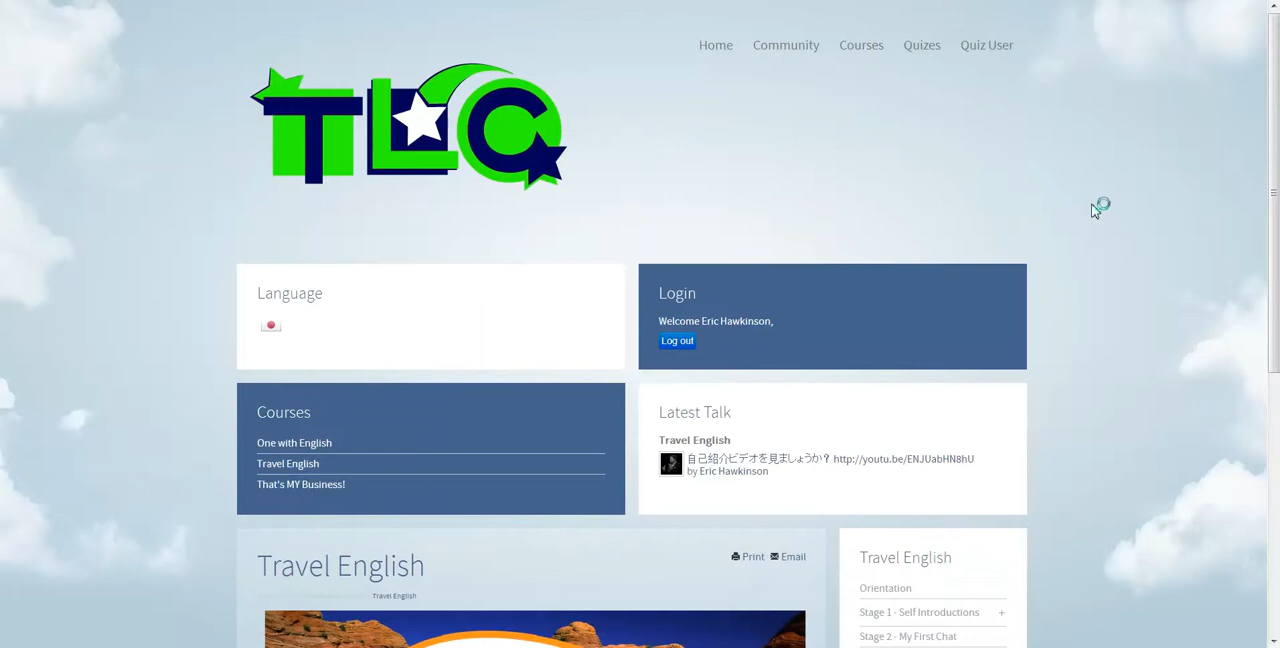 Home Community Courses Quizes Quiz User
TLC
Language
Login
Welcome Eric Hawkinson,
Log out
Courses
One with English
Travel English
That's MY Business!
Latest Talk
Travel English
自己紹介ビデオを見ましょうか? http://youtu.be/ENJUabHN8hU
by Eric Hawkinson
Travel English
Print Email
Travel English
Travel English
Orientation
Stage 1 - Self Introductions +
Stage 2 - My First Chat